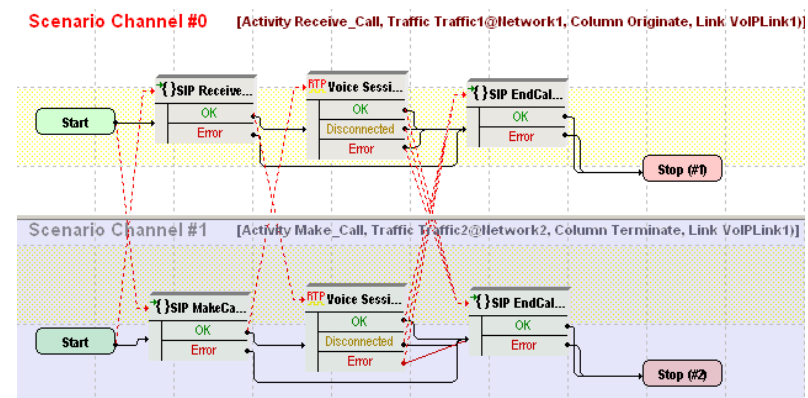 Scenario Channel #0 [Activity Receive_Call, Traffic Traffic1@Network1, Column Originate, Link VoIPLink1)]
{}SIP Receive...
RTP Voice Sessi...
{}SIP EndCal...
Start
OK
Error
OK
Disconnected
Error
OK
Error
Stop (#1)
Scenario Channel #1 [Activity Make_Call, Traffic Traffic2@Network2, Column Terminate, Link VoIPLink1)]
{}SIP MakeCa...
RTP Voice Sessi...
{}SIP EndCal...
Start
OK
Error
OK
Disconnected
Error
OK
Error
Stop (#2)